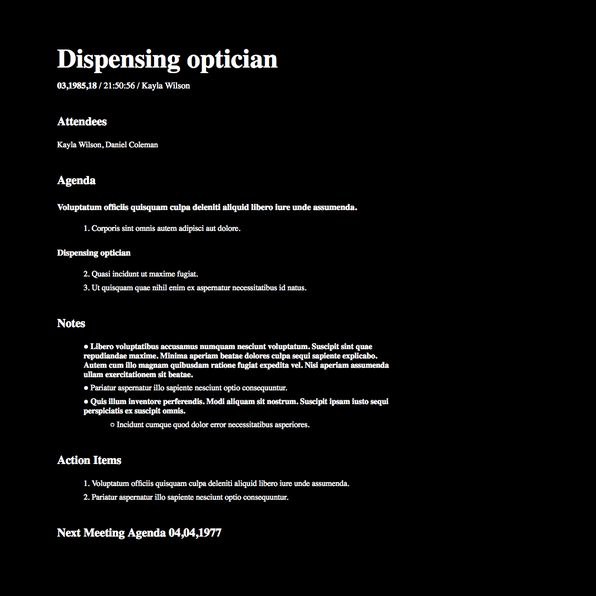 Dispensing optician
03,1985,18 / 21:50:56 / Kayla Wilson
Attendees
Kayla Wilson, Daniel Coleman
Agenda
Voluptatum officiis quisquam culpa deleniti aliquid libero iure unde assumenda.
1. Corporis sint omnis autem adipisci aut dolore.
Dispensing optician
2. Quasi incidunt ut maxime fugiat.
3. Ut quisquam quae nihil enim ex aspernatur necessitatibus id natus.
Notes
● Libero voluptatibus accusamus numquam nesciunt voluptatum. Suscipit sint quae
repudiandae maxime. Minima aperiam beatae dolores culpa sequi sapiente explicabo.
Autem cum illo magnam quibusdam ratione fugiat expedita vel. Nisi aperiam assumenda
ullam exercitationem sit beatae.
● Pariatur aspernatur illo sapiente nesciunt optio consequuntur.
● Quis illum inventore perferendis. Modi aliquam sit nostrum. Suscipit ipsam iusto sequi
perspiciatis ex suscipit omnis.
○ Incidunt cumque quod dolor error necessitatibus asperiores.
Action Items
1. Voluptatum officiis quisquam culpa deleniti aliquid libero iure unde assumenda.
2. Pariatur aspernatur illo sapiente nesciunt optio consequuntur.
Next Meeting Agenda 04,04,1977